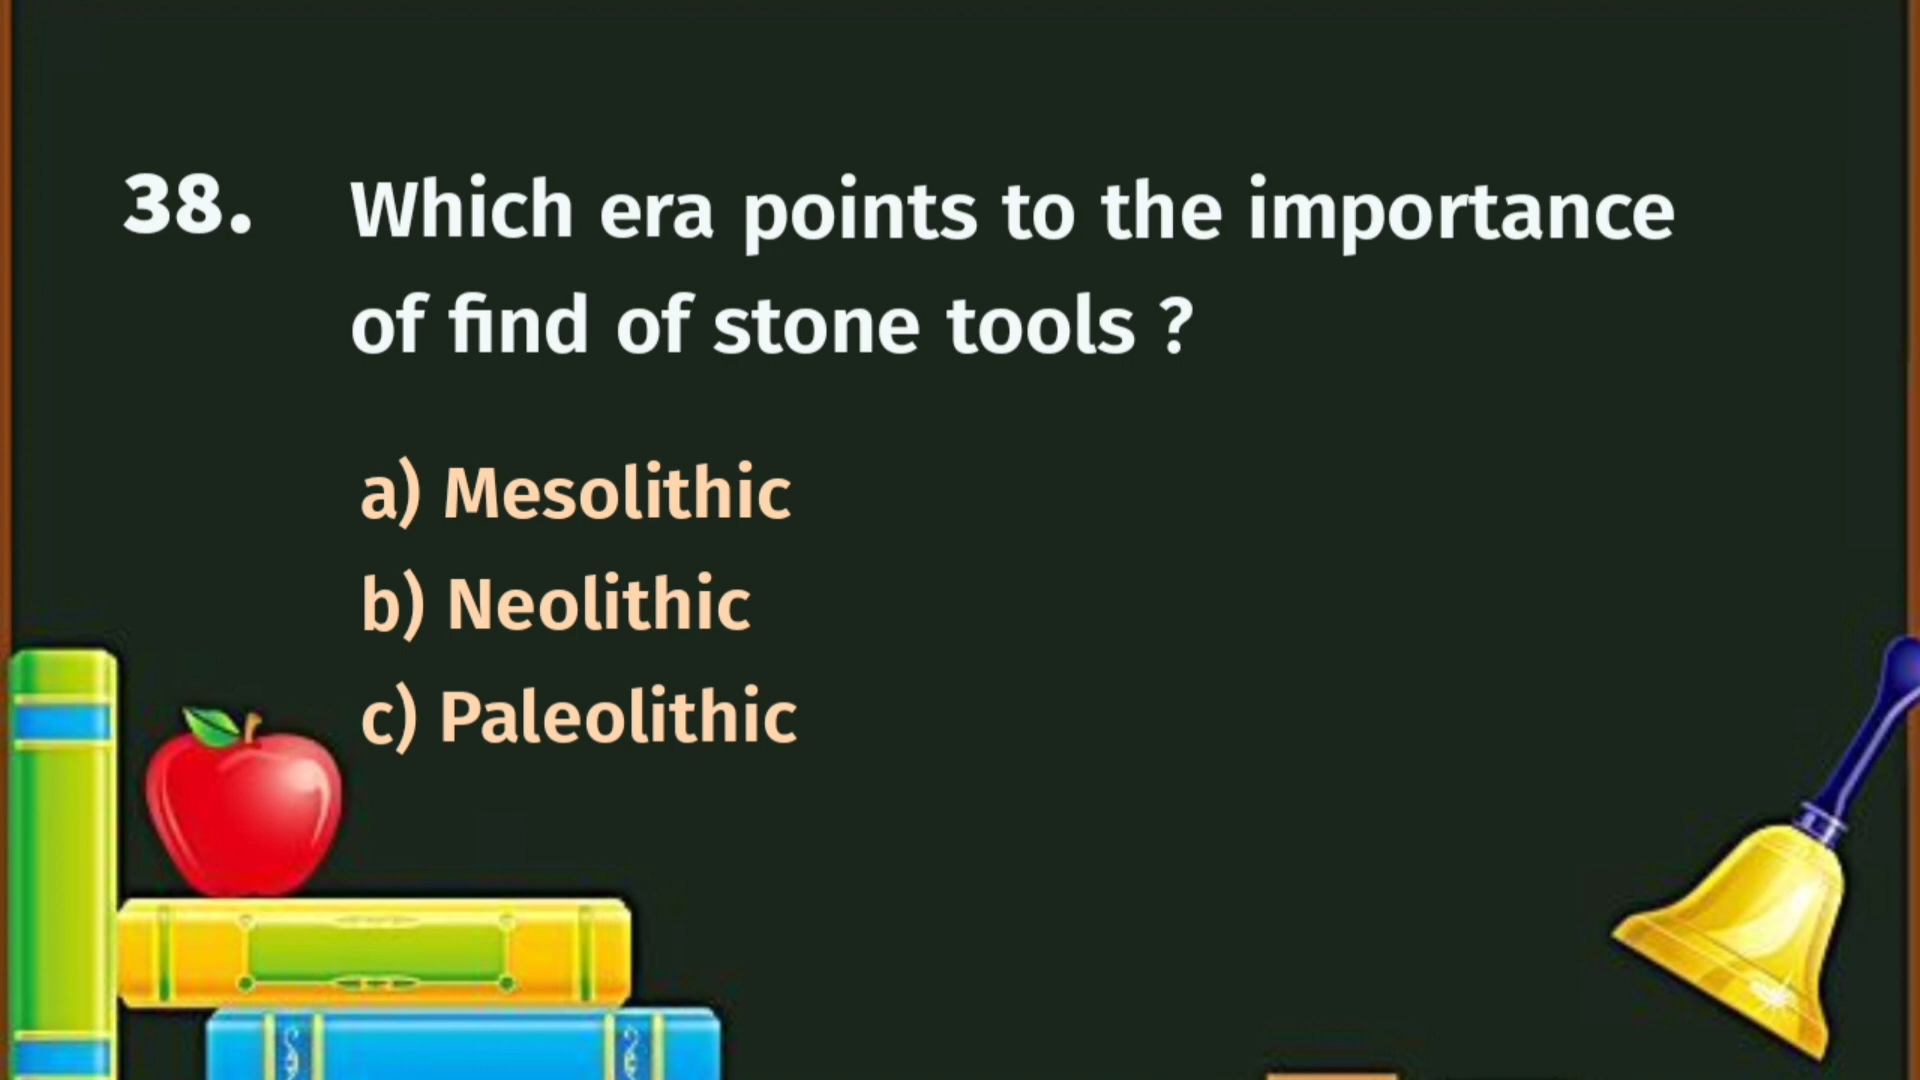 38. Which era points to the importance
of find of stone tools ?
a) Mesolithic
b) Neolithic
c) Paleolithic